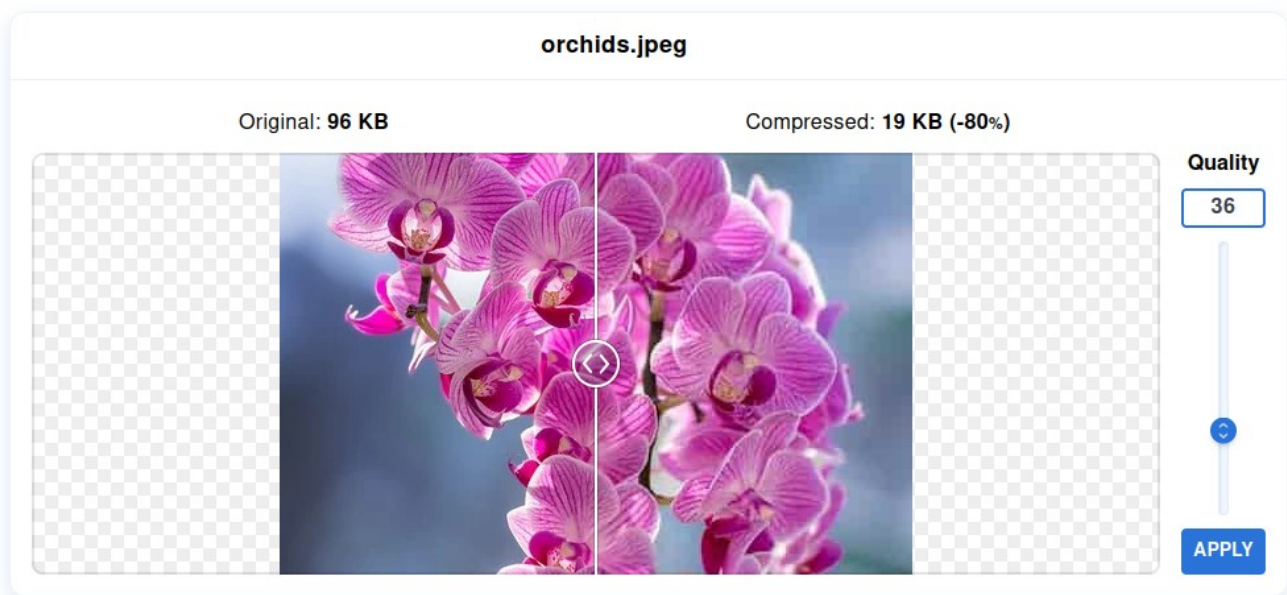 orchids.jpeg
Original: 96 KB
Compressed: 19 KB (-80%)
Quality
36
APPLY